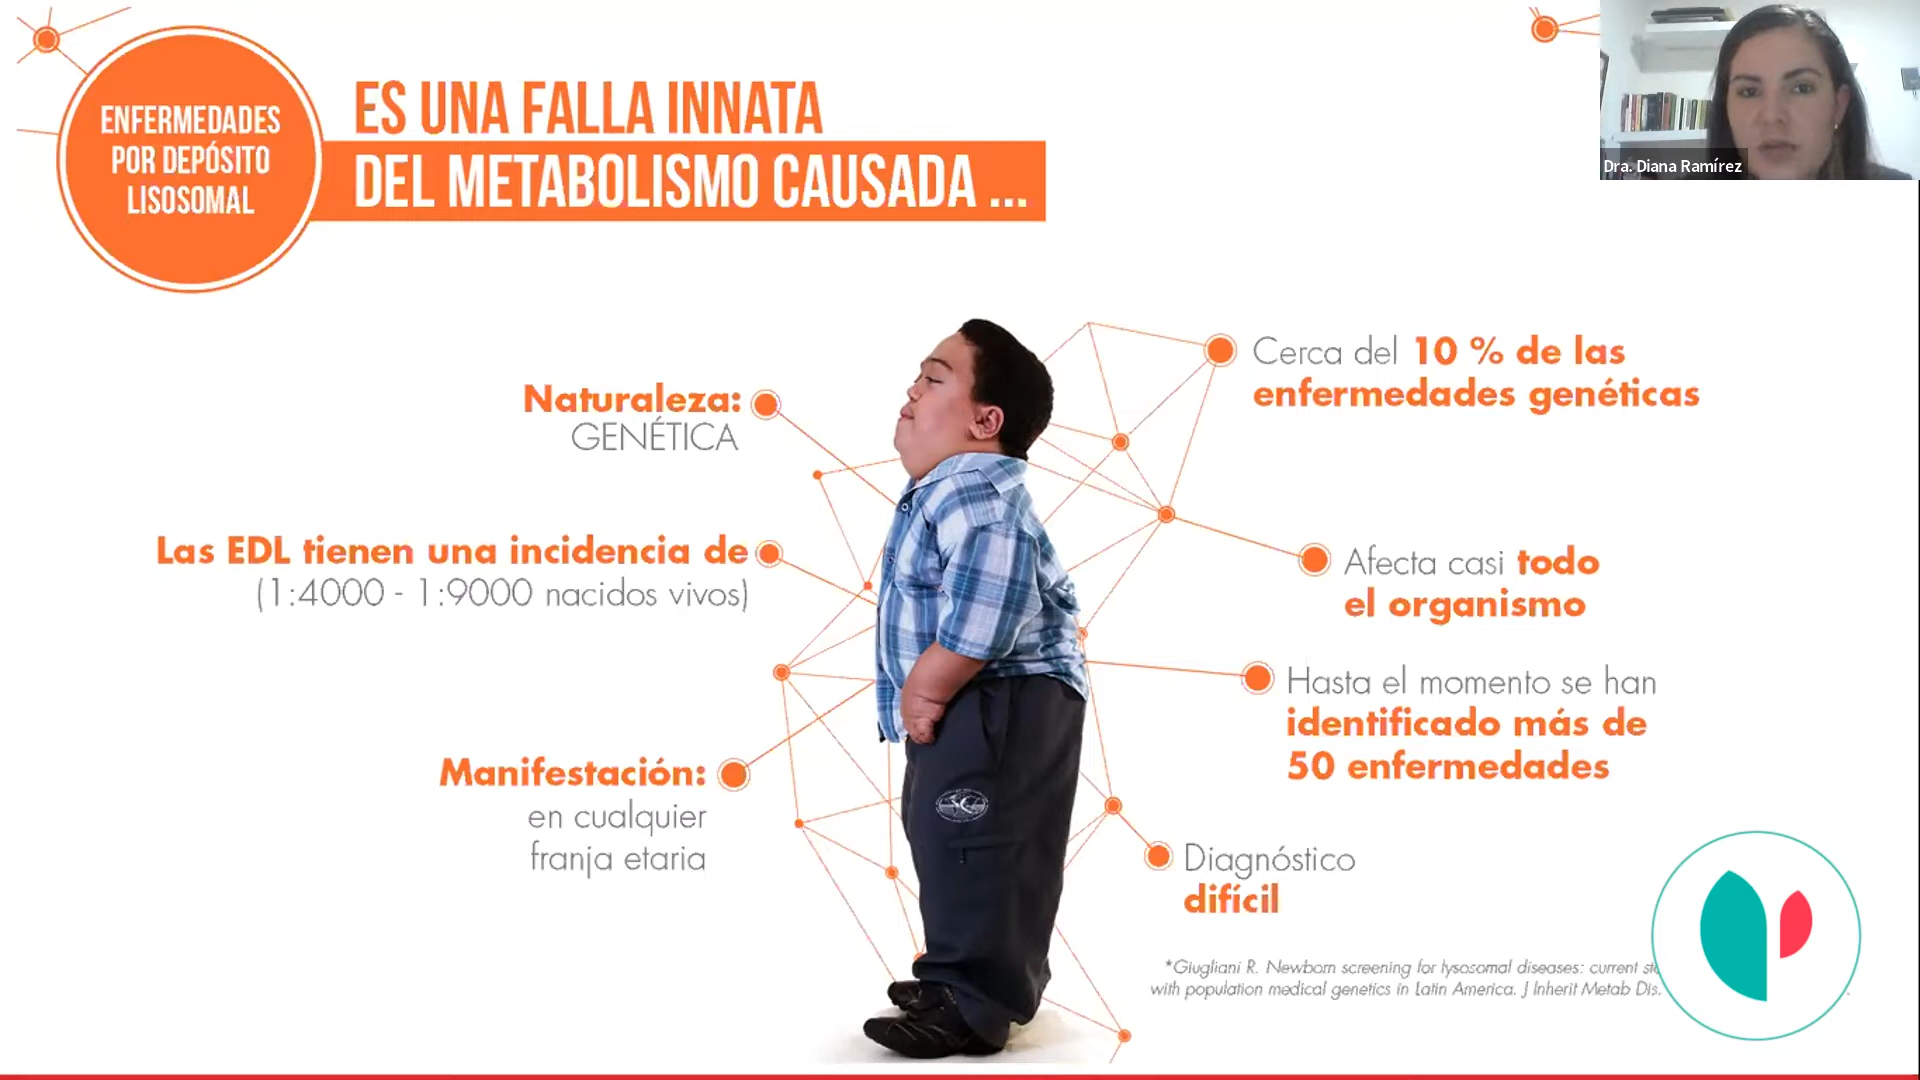 ENFERMEDADES
POR DEPÓSITO
LISOSOMAL
ES UNA FALLA INNATA
DEL METABOLISMO CAUSADA ...
Dra. Diana Ramírez
Naturaleza:
GENÉTICA
Las EDL tienen una incidencia de
(1:4000 - 1:9000 nacidos vivos)
Manifestación:
en cualquier
franja etaria
Cerca del 10 % de las
enfermedades genéticas
Afecta casi todo
el organismo
Hasta el momento se han
identificado más de
50 enfermedades
Diagnóstico
difícil
*Giugliani R. Newborn screening for lysosomal diseases: current
with population medical genetics in Latin America. J Inherit Metab Dis.